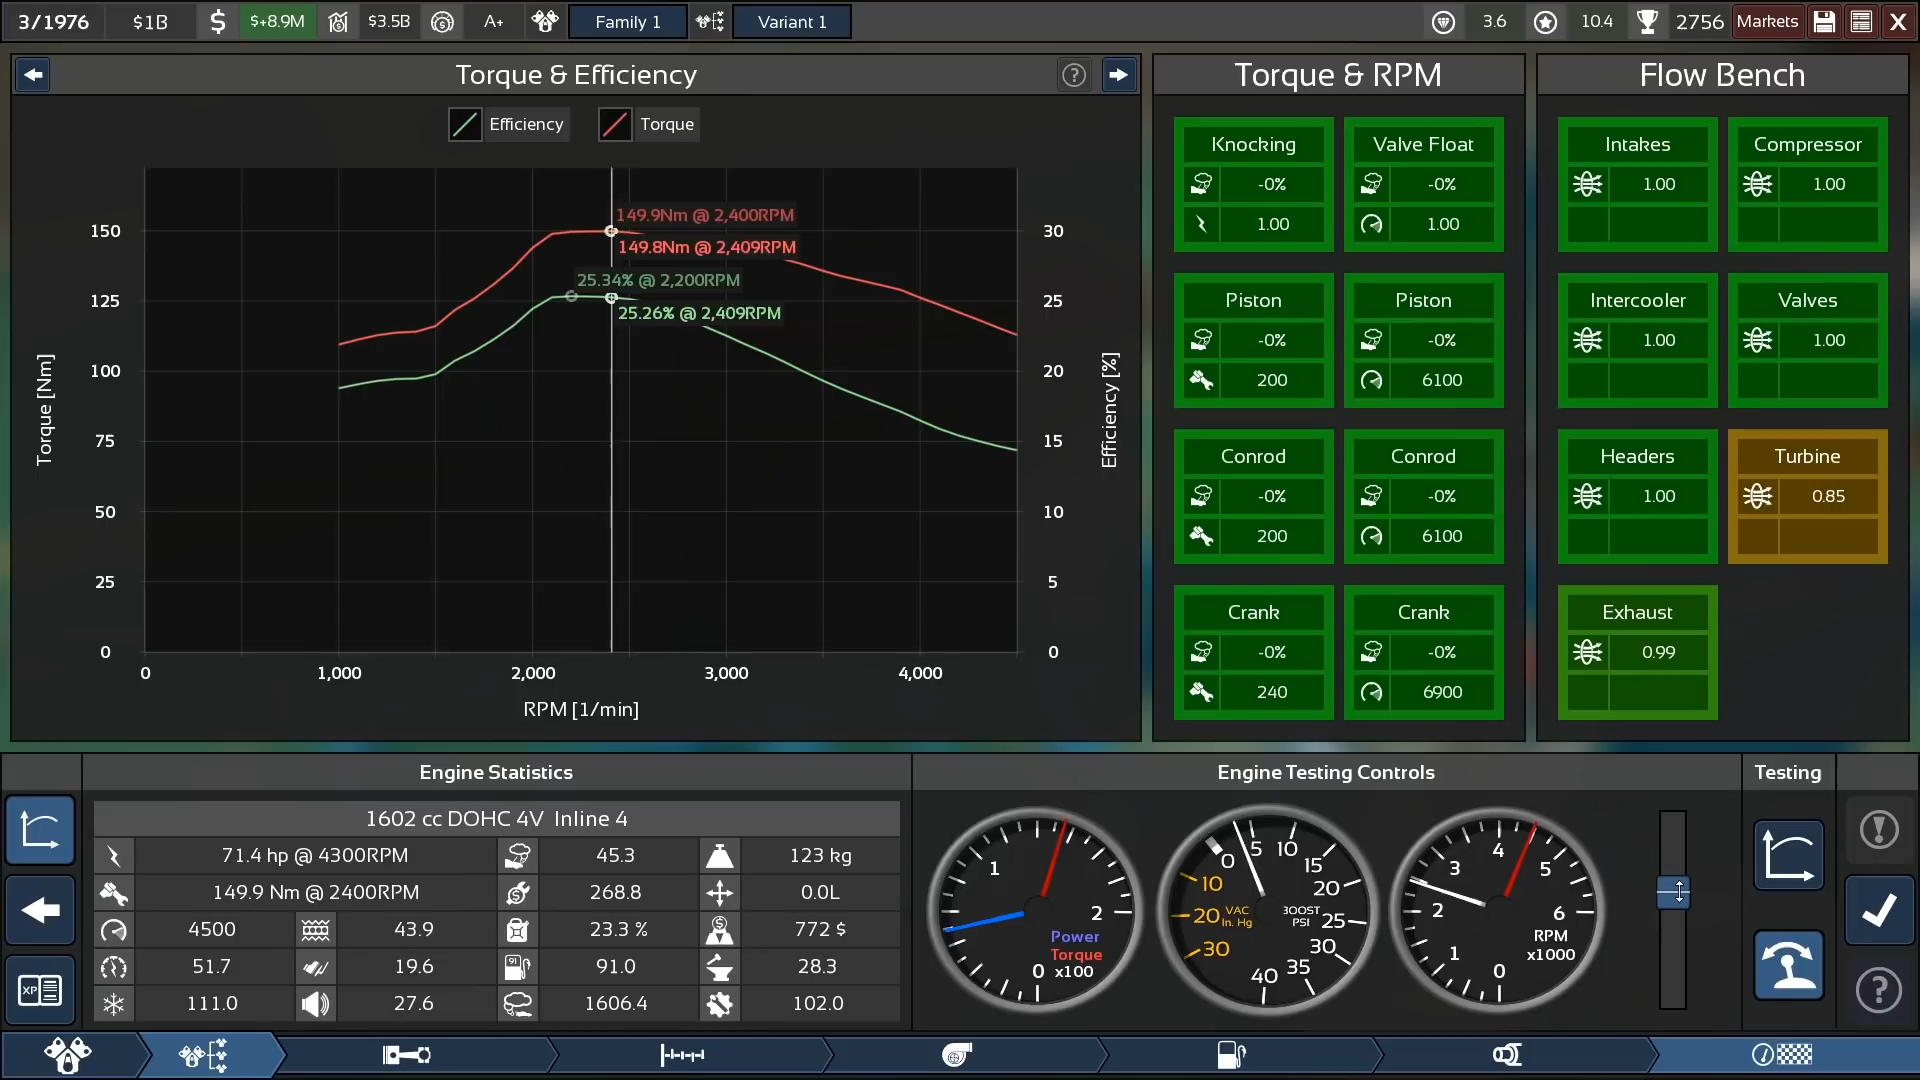 3/1976 $1B $+8.9M $3.5B A+ Family 1 Variant 1 3.6 10.4 2756 Markets X
Torque & Efficiency ?
Efficiency Torque
149.9Nm @ 2,400RPM
149.8Nm @ 2,409RPM
25.34% @ 2,200RPM
25.26% @ 2,409RPM
150
125
100
75
50
25
0
Torque [Nm]
30
25
20
15
10
5
0
Efficiency [%]
0 1,000 2,000 3,000 4,000
RPM [1/min]
Torque & RPM
Knocking Valve Float
-0% -0%
1.00 1.00
Piston Piston
-0% -0%
200 6100
Conrod Conrod
-0% -0%
200 6100
Crank Crank
-0% -0%
240 6900
Flow Bench
Intakes Compressor
1.00 1.00
Intercooler Valves
1.00 1.00
Headers Turbine
1.00 0.85
Exhaust
0.99
Engine Statistics
1602 cc DOHC 4V Inline 4
71.4 hp @ 4300RPM 45.3 123 kg
149.9 Nm @ 2400RPM 268.8 0.0L
4500 43.9 23.3 % 772 $
51.7 19.6 91 91.0 28.3
111.0 27.6 1606.4 102.0
XP
Engine Testing Controls
0 1 2
Power
Torque
x100
0 5 10 15 20 25 30 35 40
10 20 30
VAC
In. Hg
BOOST
PSI
0 1 2 3 4 5 6
RPM
x1000
Testing
?